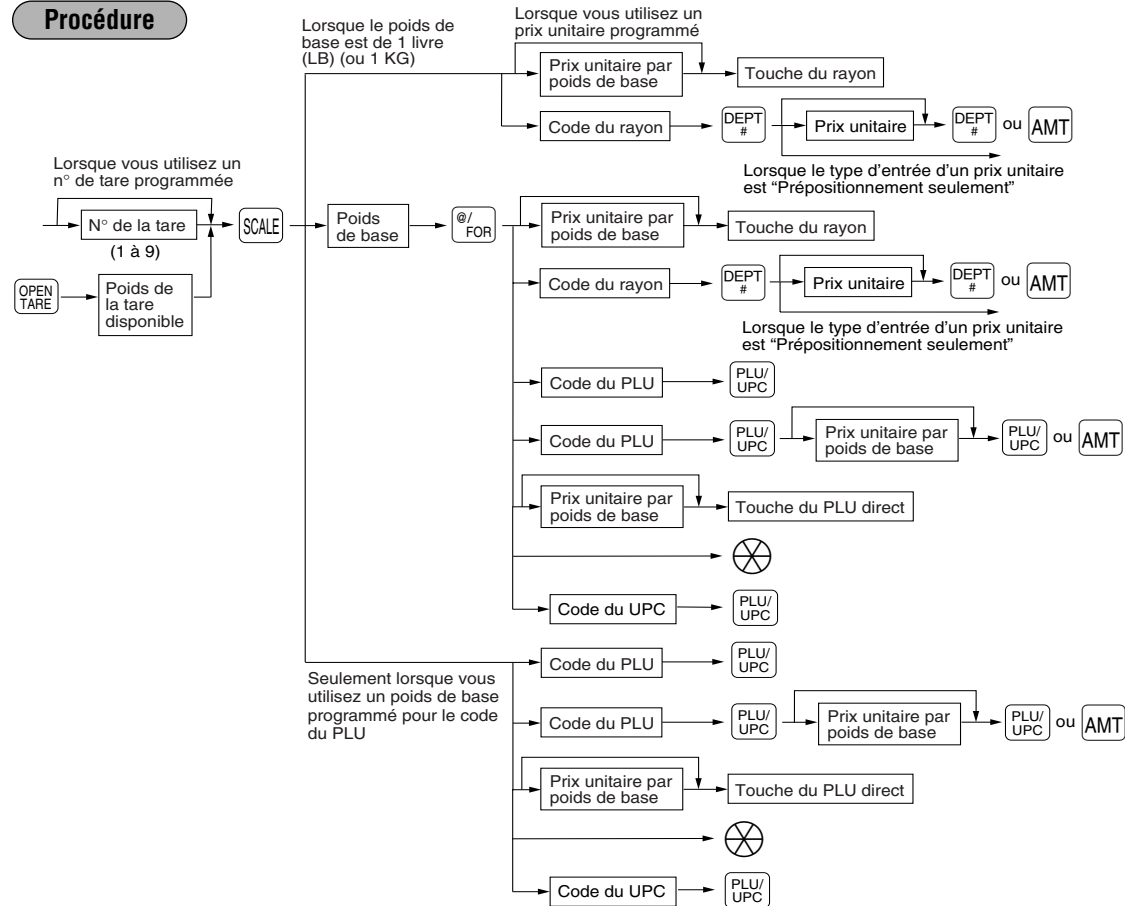 Procédure
Lorsque le poids de
base est de 1 livre
(LB) (ou 1 KG)
Lorsque vous utilisez un
prix unitaire programmé
Prix unitaire par
poids de base
Touche du rayon
Code du rayon
DEPT
#
Prix unitaire
DEPT
#
ou
AMT
Lorsque le type d'entrée d'un prix unitaire
est “Prépositionnement seulement”
Lorsque vous utilisez un
n° de tare programmée
N° de la tare
(1 à 9)
SCALE
OPEN
TARE
Poids de
la tare
disponible
Poids
de base
@/
FOR
Prix unitaire par
poids de base
Touche du rayon
Code du rayon
DEPT
#
Prix unitaire
DEPT
#
ou
AMT
Lorsque le type d'entrée d'un prix unitaire
est “Prépositionnement seulement”
Code du PLU
PLU/
UPC
Code du PLU
PLU/
UPC
Prix unitaire par
poids de base
PLU/
UPC
ou
AMT
Prix unitaire par
poids de base
Touche du PLU direct
Code du UPC
PLU/
UPC
Seulement lorsque vous
utilisez un poids de base
programmé pour le code
du PLU
Code du PLU
PLU/
UPC
Code du PLU
PLU/
UPC
Prix unitaire par
poids de base
PLU/
UPC
ou
AMT
Prix unitaire par
poids de base
Touche du PLU direct
Code du UPC
PLU/
UPC